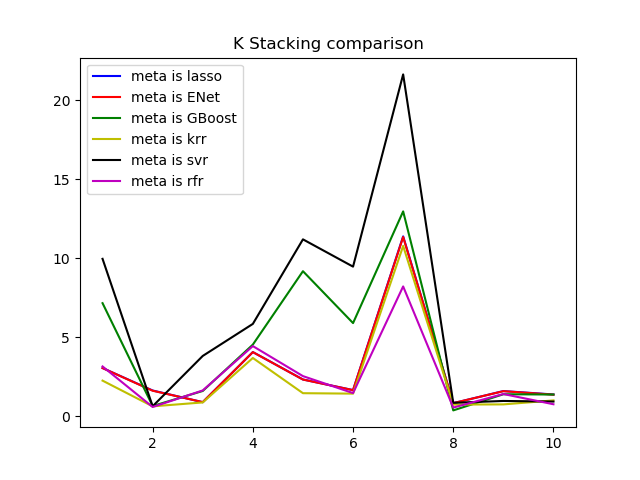 K Stacking comparison
meta is lasso
meta is ENet
meta is GBoost
meta is krr
meta is svr
meta is rfr
20
15
10
5
0
2 4 6 8 10